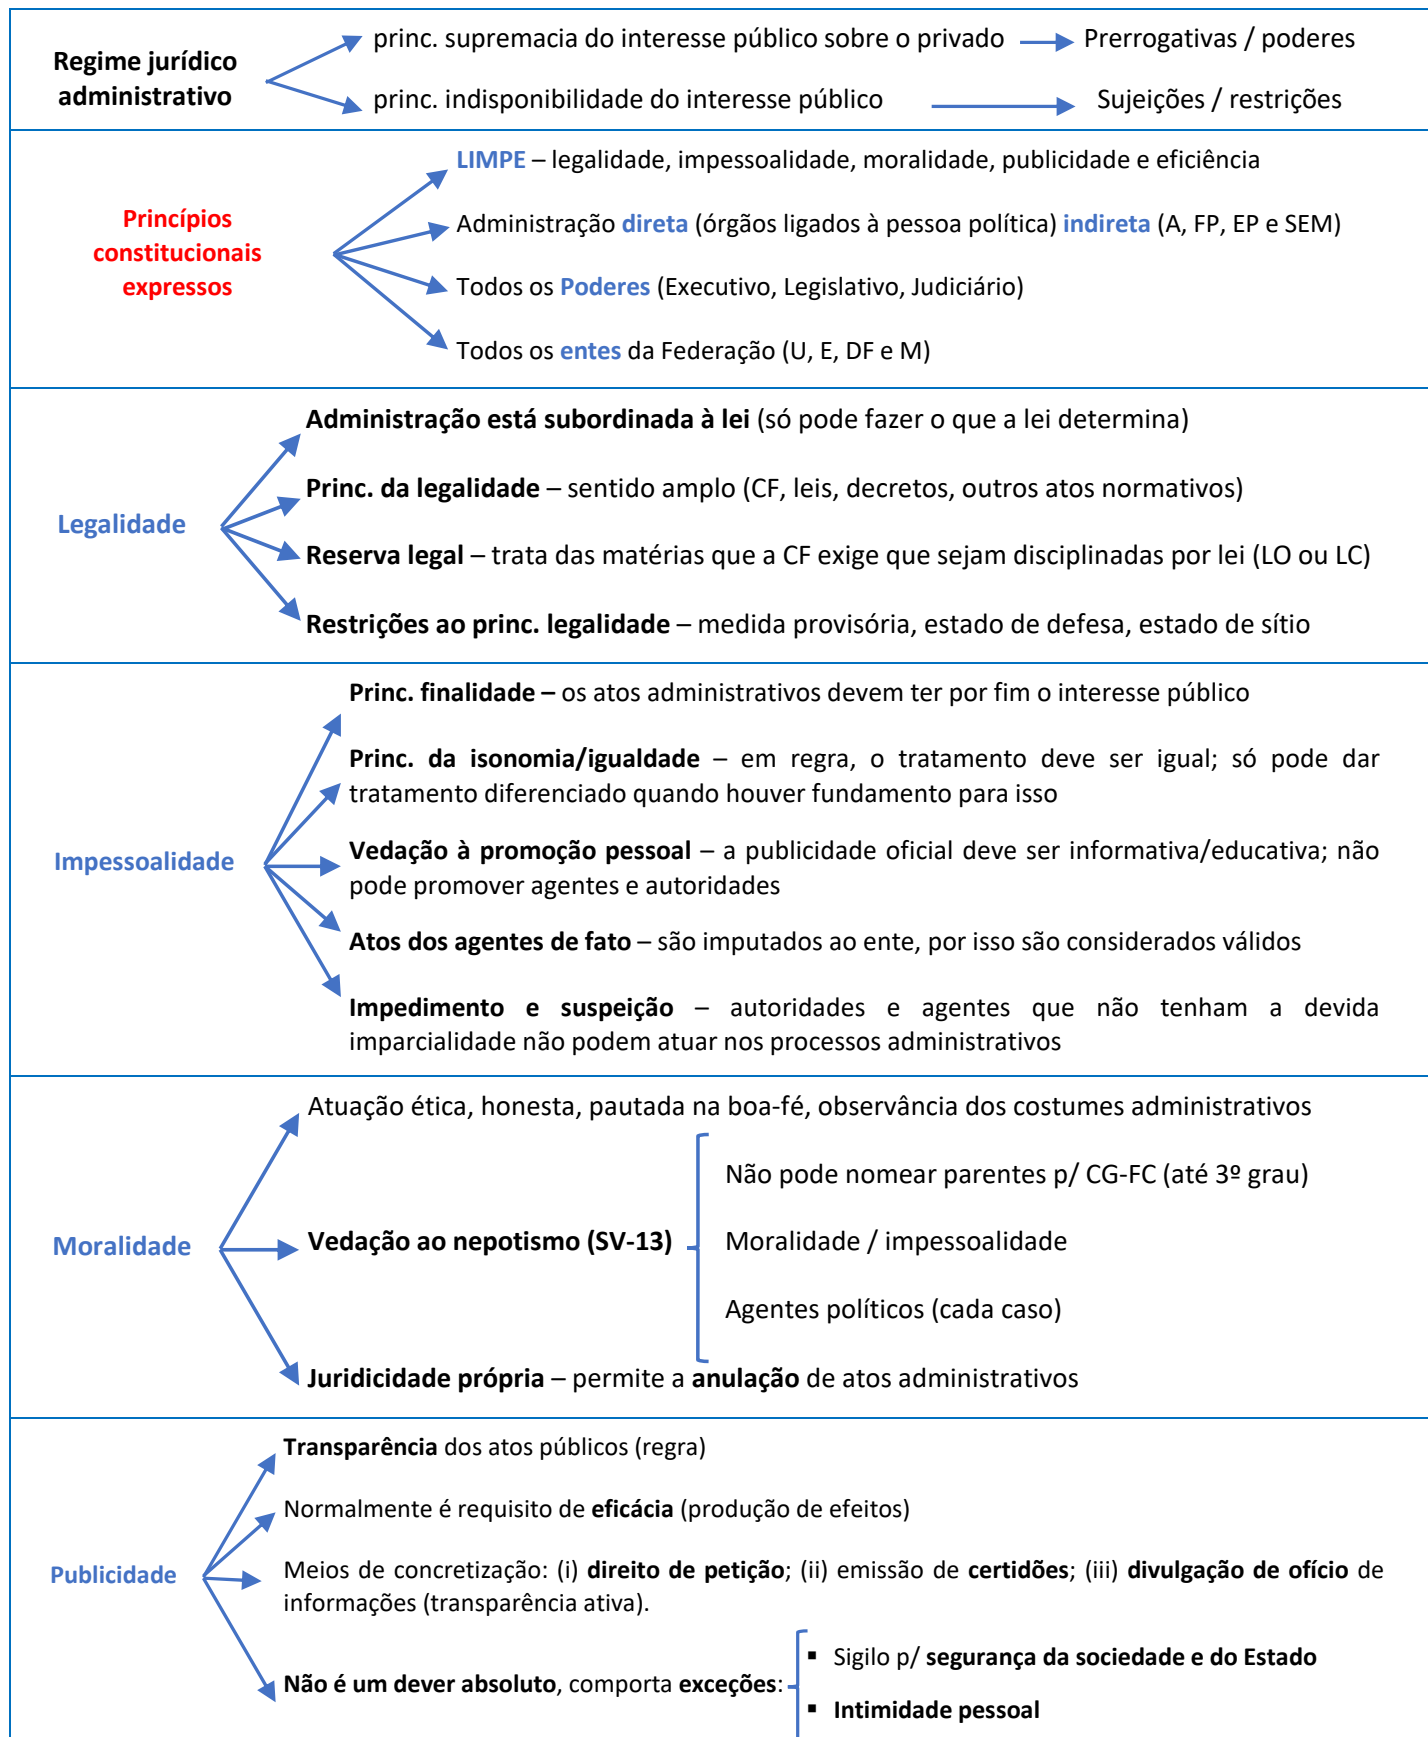 Regime jurídico
administrativo
princ. supremacia do interesse público sobre o privado
Prerrogativas / poderes
princ. indisponibilidade do interesse público
Sujeições / restrições
Princípios
constitucionais
expressos
LIMPE – legalidade, impessoalidade, moralidade, publicidade e eficiência
Administração direta (órgãos ligados à pessoa política) indireta (A, FP, EP e SEM)
Todos os Poderes (Executivo, Legislativo, Judiciário)
Todos os entes da Federação (U, E, DF e M)
Legalidade
Administração está subordinada à lei (só pode fazer o que a lei determina)
Princ. da legalidade – sentido amplo (CF, leis, decretos, outros atos normativos)
Reserva legal – trata das matérias que a CF exige que sejam disciplinadas por lei (LO ou LC)
Restrições ao princ. legalidade – medida provisória, estado de defesa, estado de sítio
Impessoalidade
Princ. finalidade – os atos administrativos devem ter por fim o interesse público
Princ. da isonomia/igualdade – em regra, o tratamento deve ser igual; só pode dar
tratamento diferenciado quando houver fundamento para isso
Vedação à promoção pessoal – a publicidade oficial deve ser informativa/educativa; não
pode promover agentes e autoridades
Atos dos agentes de fato – são imputados ao ente, por isso são considerados válidos
Impedimento e suspeição – autoridades e agentes que não tenham a devida
imparcialidade não podem atuar nos processos administrativos
Moralidade
Atuação ética, honesta, pautada na boa-fé, observância dos costumes administrativos
Vedação ao nepotismo (SV-13)
Não pode nomear parentes p/ CG-FC (até 3º grau)
Moralidade / impessoalidade
Agentes políticos (cada caso)
Juridicidade própria – permite a anulação de atos administrativos
Publicidade
Transparência dos atos públicos (regra)
Normalmente é requisito de eficácia (produção de efeitos)
Meios de concretização: (i) direito de petição; (ii) emissão de certidões; (iii) divulgação de ofício de
informações (transparência ativa).
Não é um dever absoluto, comporta exceções:
▪ Sigilo p/ segurança da sociedade e do Estado
▪ Intimidade pessoal